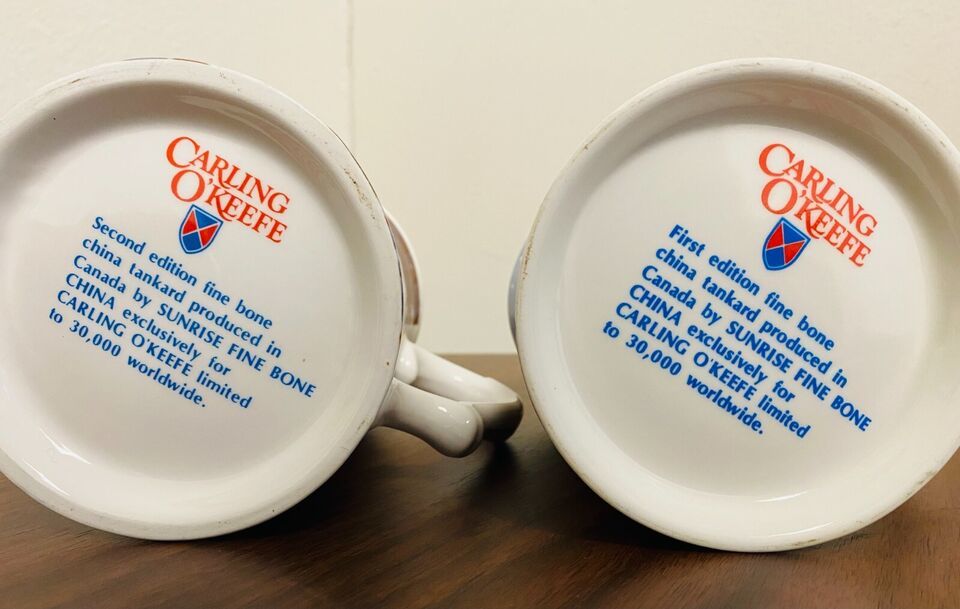 CARLING
O'KEEFE
Second edition fine bone
china tankard produced in
Canada by SUNRISE FINE BONE
CHINA exclusively for
CARLING O'KEEFE limited
to 30,000 worldwide.
CARLING
O'KEEFE
First edition fine bone
china tankard produced in
Canada by SUNRISE FINE BONE
CHINA exclusively for
CARLING O'KEEFE limited
to 30,000 worldwide.